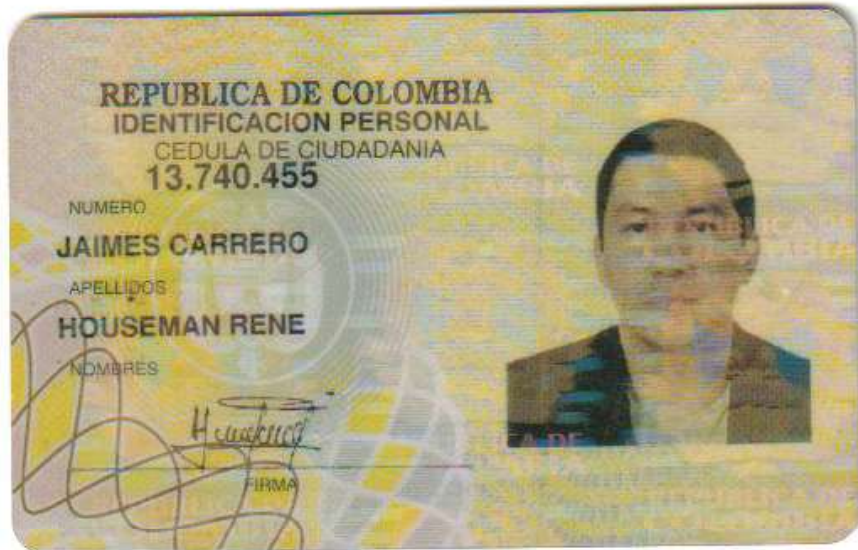 REPUBLICA DE COLOMBIA
IDENTIFICACION PERSONAL
CEDULA DE CIUDADANIA
13.740.455
NUMERO
JAIMES CARRERO
APELLIDOS
HOUSEMAN RENE
NOMBRES
FIRMA